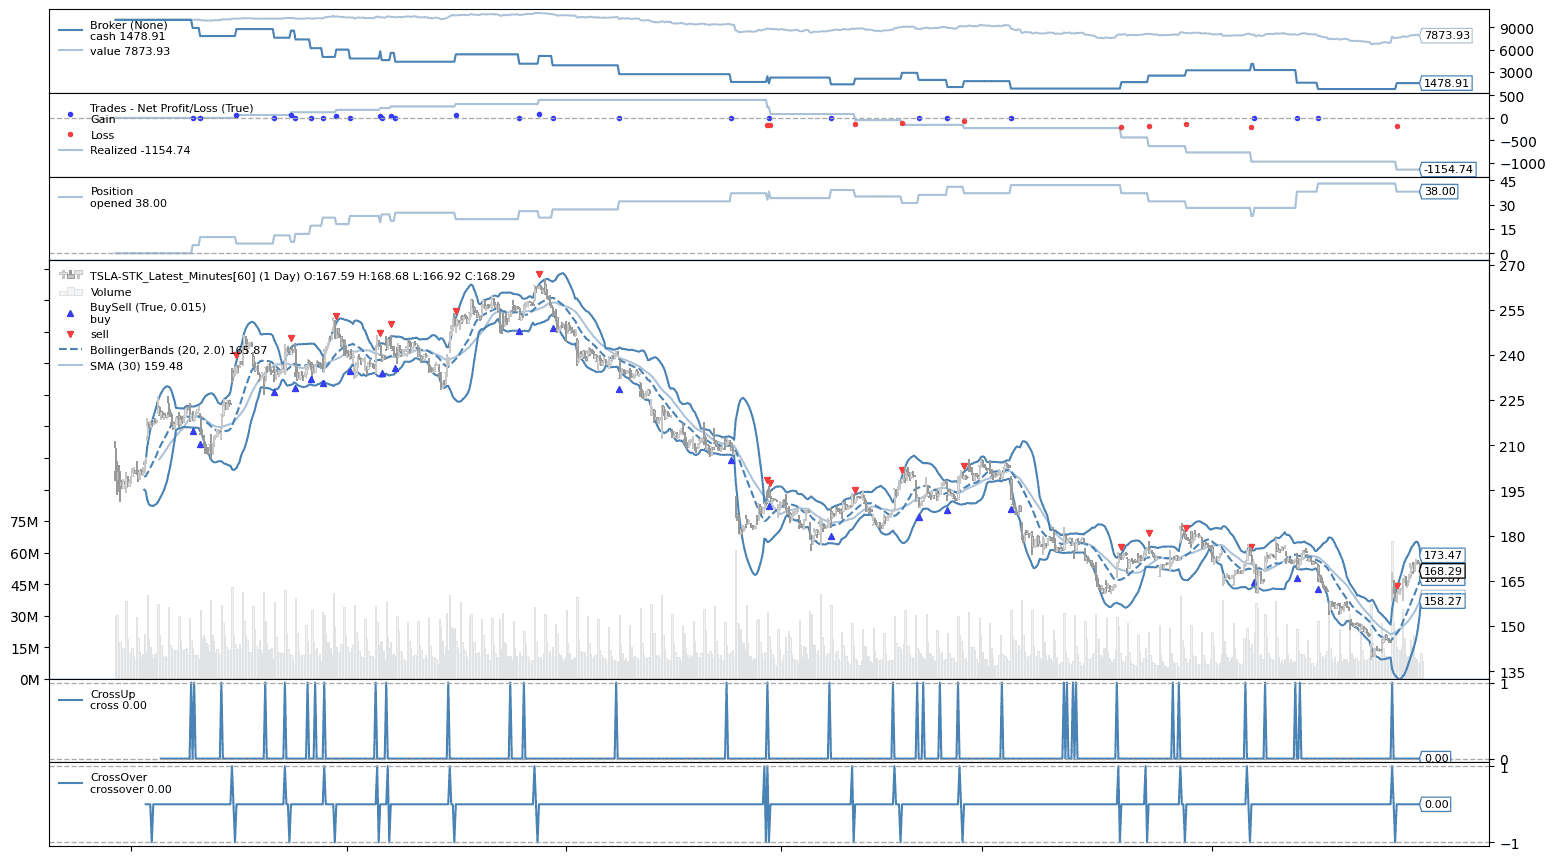 Broker (None)
cash 1478.91
value 7873.93
9000
7873.93
6000
3000
1478.91
Trades - Net Profit/Loss (True)
Gain
Loss
Realized -1154.74
500
0
−500
−1000
-1154.74
Position
opened 38.00
45
38.00
30
15
0
TSLA-STK_Latest_Minutes[60] (1 Day) O:167.59 H:168.68 L:166.92 C:168.29
Volume
BuySell (True, 0.015)
buy
sell
BollingerBands (20, 2.0) 165.87
SMA (30) 159.48
270
255
240
225
210
195
180
173.47
168.29
165
158.27
150
135
75M
60M
45M
30M
15M
0M
CrossUp
cross 0.00
1
0.00
0
CrossOver
crossover 0.00
1
0.00
−1